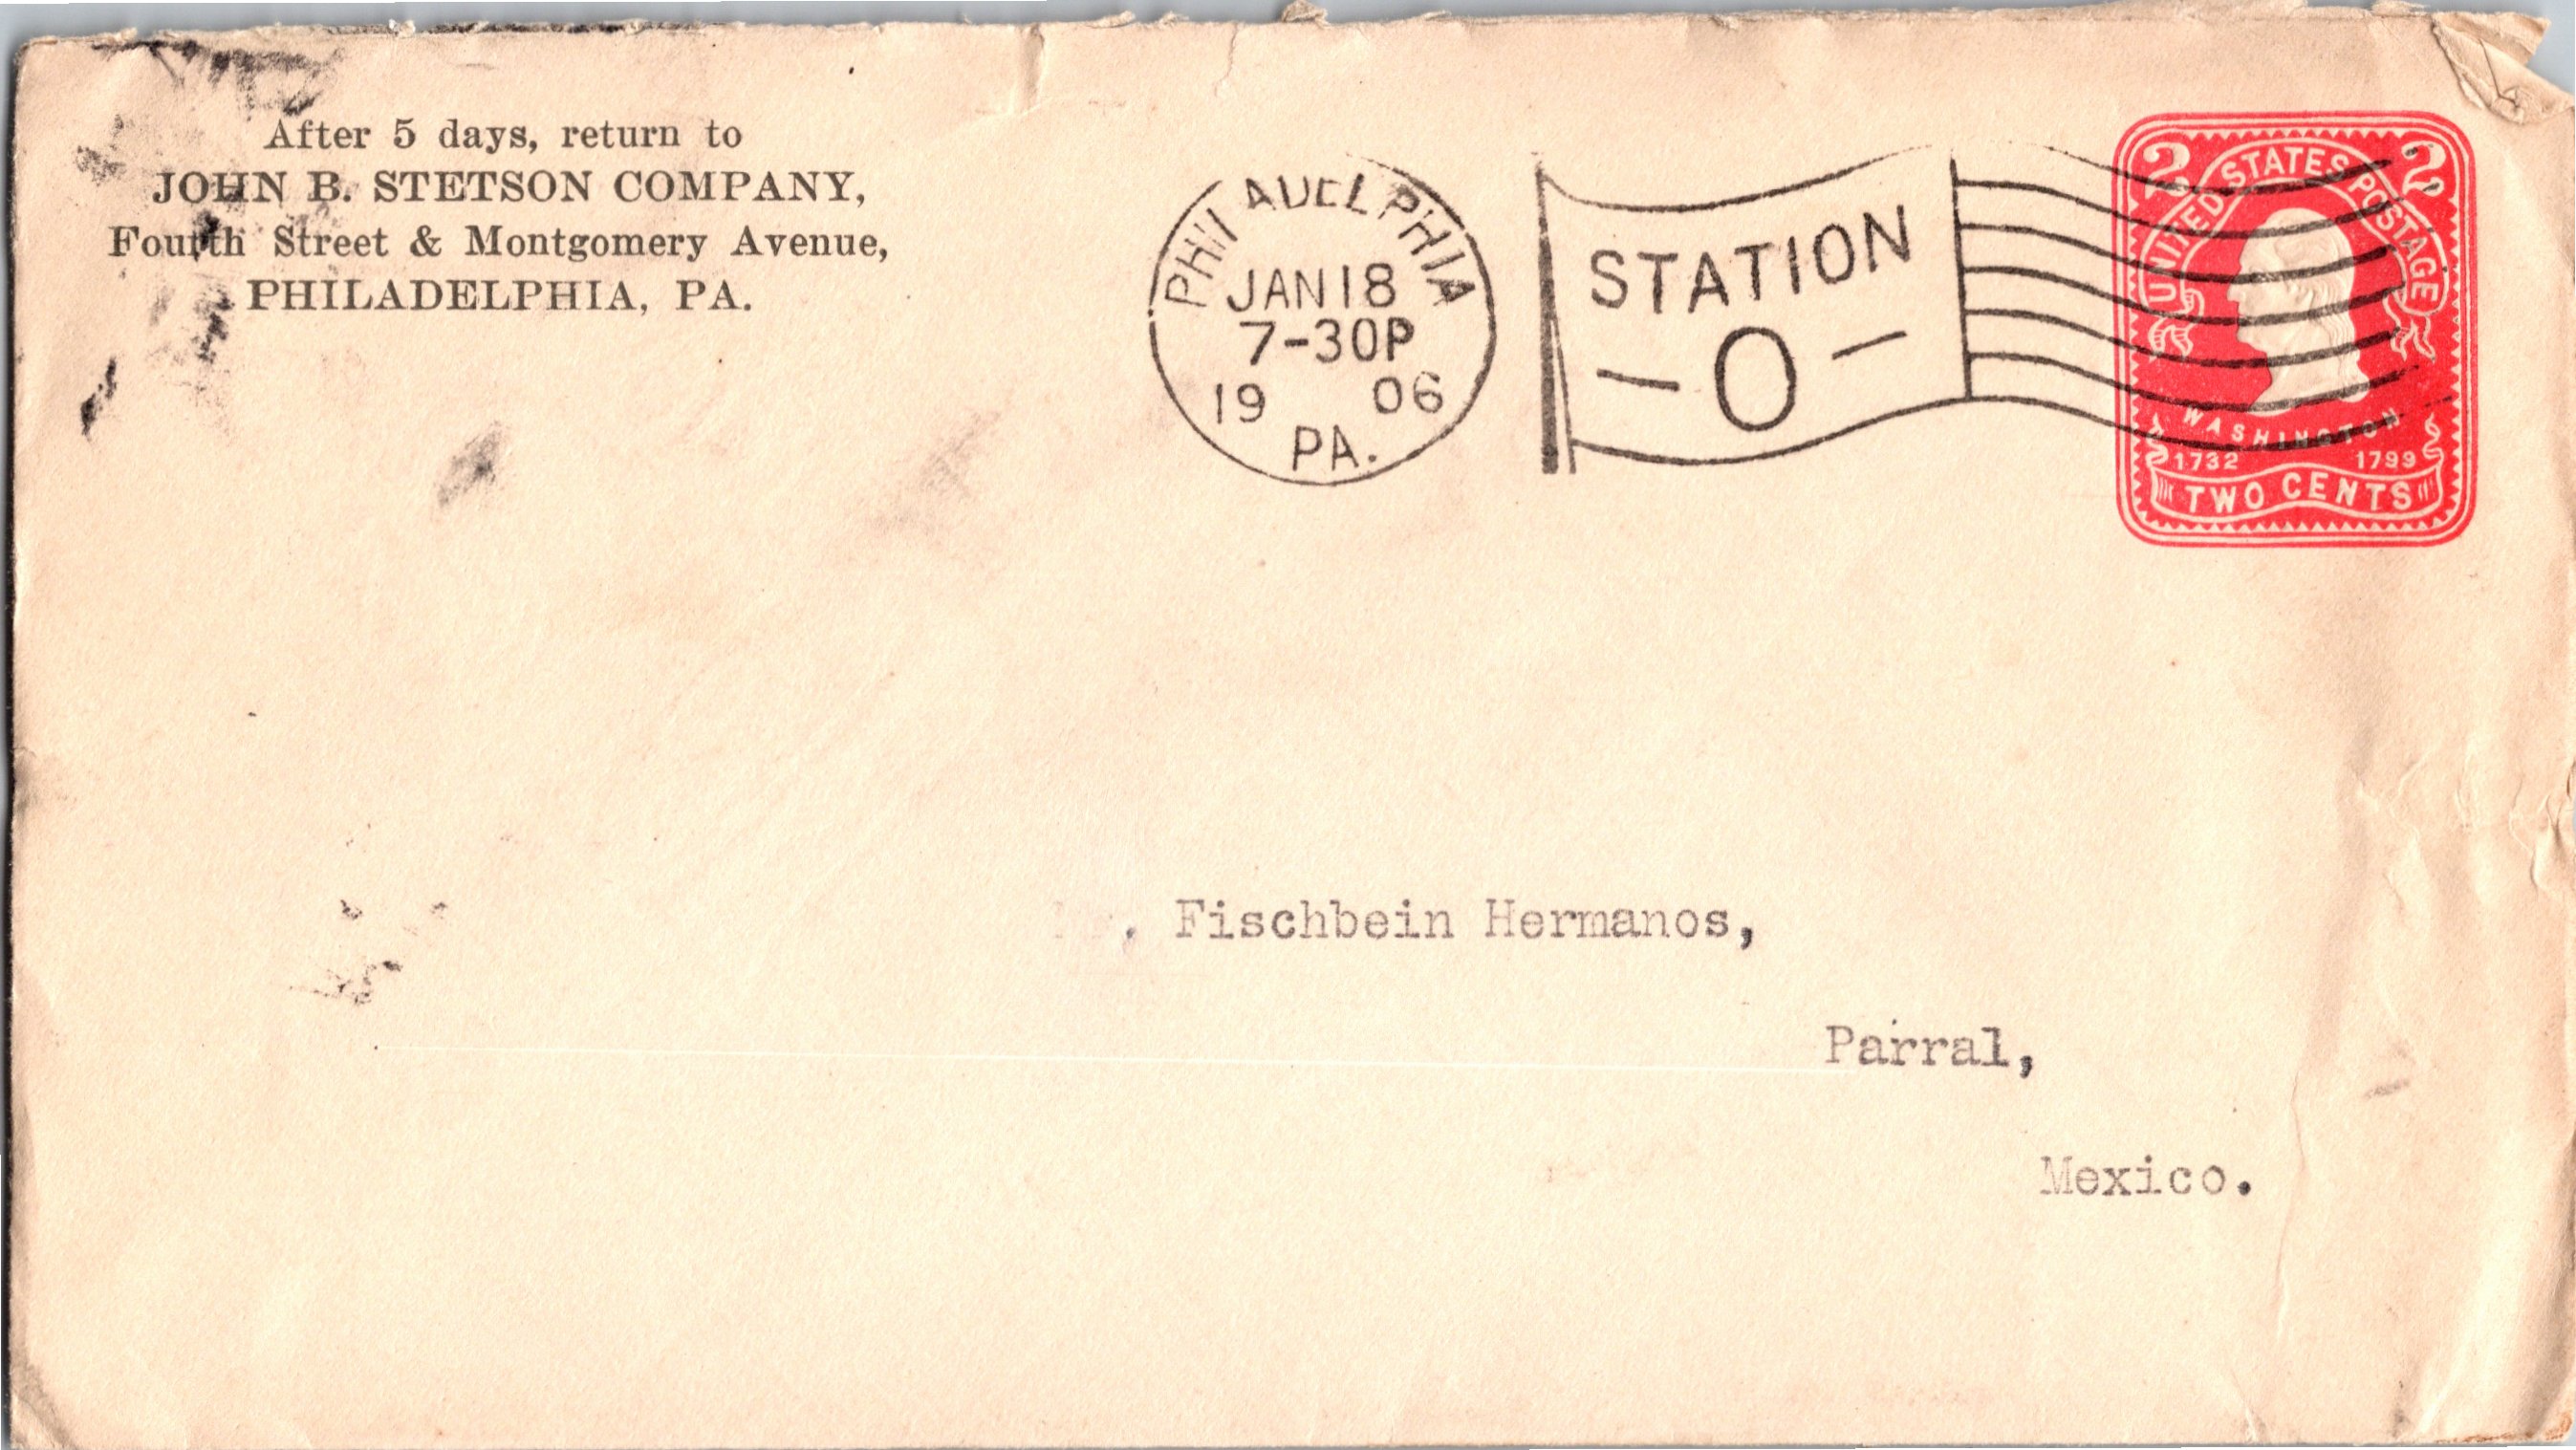 After 5 days, return to
JOHN B. STETSON COMPANY,
Fourth Street & Montgomery Avenue,
PHILADELPHIA, PA.
PHILADELPHIA
JAN 18
7-30P
19 06
PA.
STATION
-O-
2 2
UNITED STATES POSTAGE
WASHINGTON
1732 1799
TWO CENTS
Fischbein Hermanos,
Parral,
Mexico.